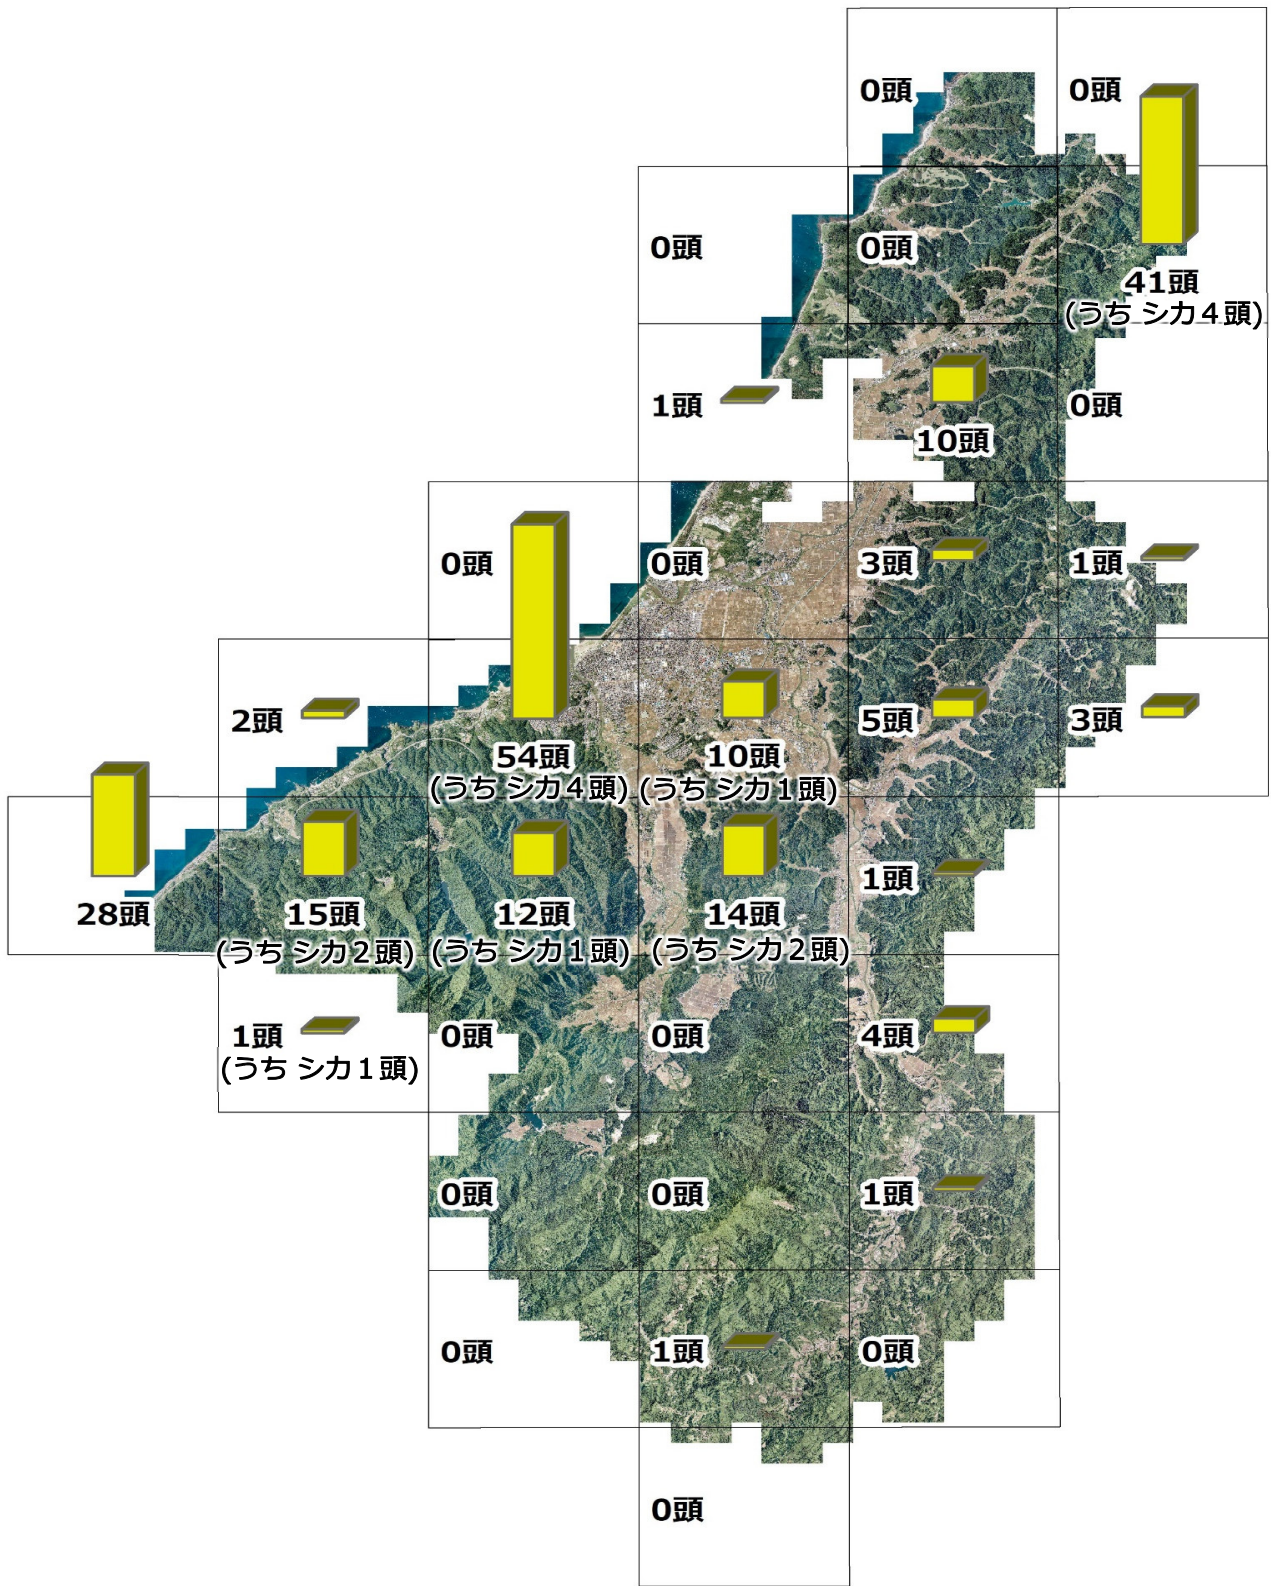 0頭
0頭
0頭
0頭
41頭
(うち シカ４頭)
1頭
10頭
0頭
0頭
0頭
3頭
1頭
2頭
54頭
(うち シカ４頭)
10頭
(うち シカ１頭)
5頭
3頭
28頭
15頭
(うち シカ２頭)
12頭
(うち シカ１頭)
14頭
(うち シカ２頭)
1頭
1頭
(うち シカ１頭)
0頭
0頭
4頭
0頭
0頭
1頭
0頭
1頭
0頭
0頭